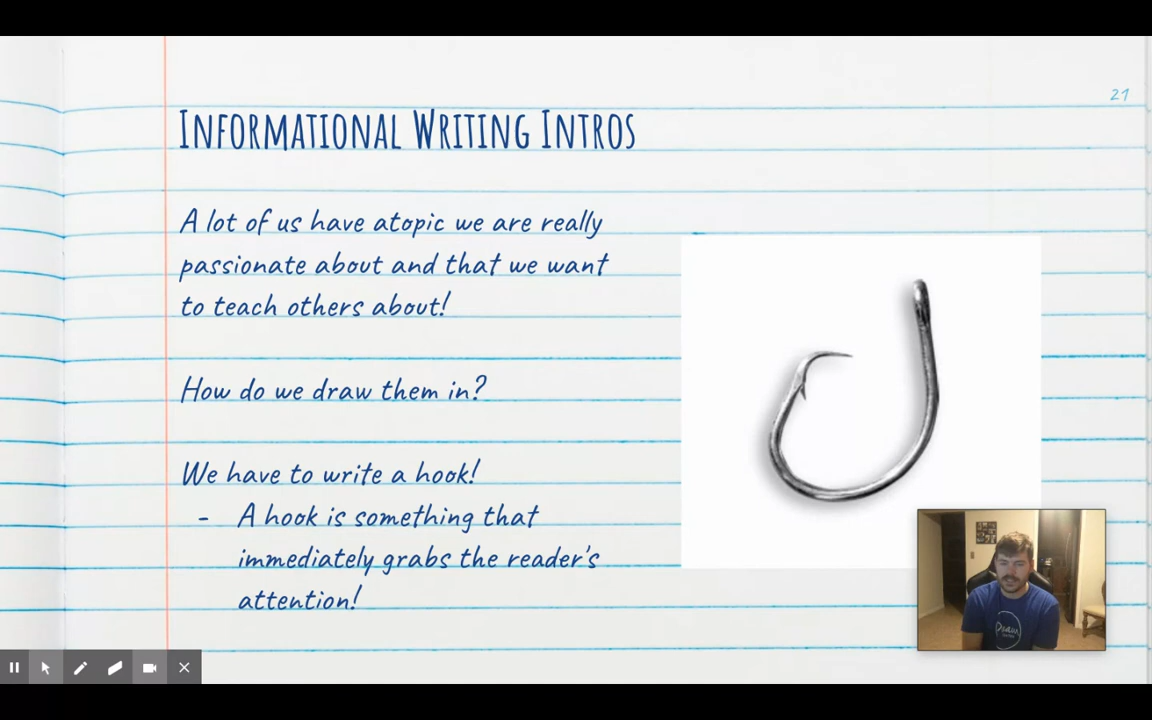 21
Informational Writing Intros
A lot of us have atopic we are really
passionate about and that we want
to teach others about!
How do we draw them in?
We have to write a hook!
- A hook is something that
immediately grabs the reader's
attention!